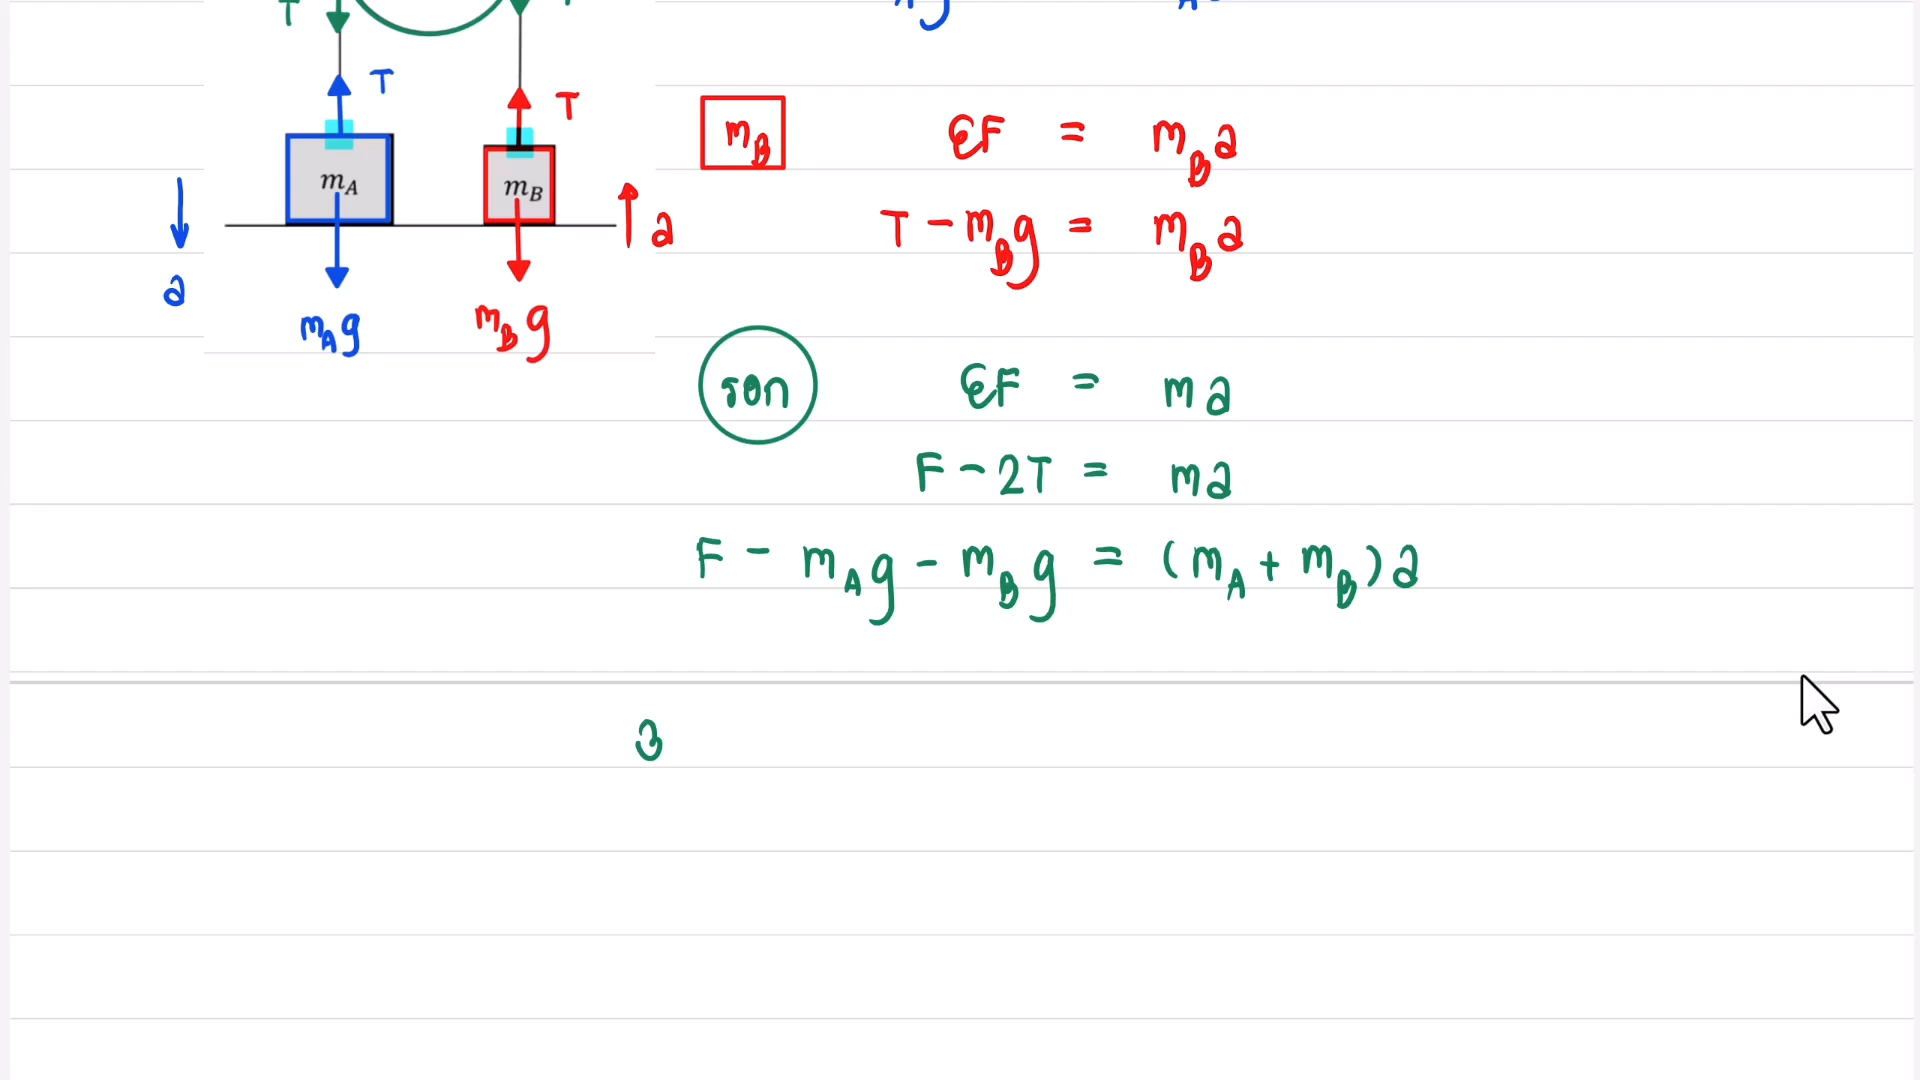 T
T
T
m_A
m_B
a
a
m_A g
m_B g
m_B
ΣF = m_B a
T - m_B g = m_B a
รอก
ΣF = ma
F - 2T = ma
F - m_A g - m_B g = (m_A + m_B)a
3